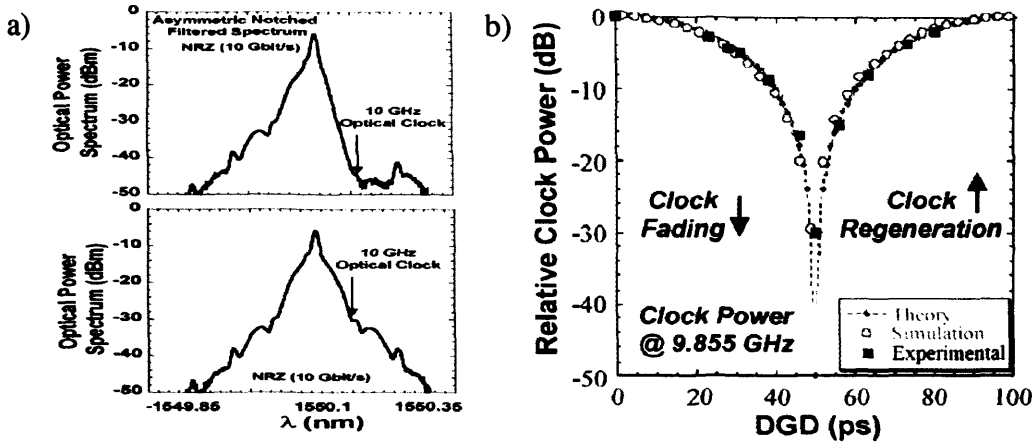 a)
Asymmetric Notched
Filtered Spectrum
NRZ (10 Gbit/s)
10 GHz
Optical Clock
Optical Power
Spectrum (dBm)
0
-10
-20
-30
-40
-50
10 GHz
Optical Clock
NRZ (10 Gbit/s)
Optical Power
Spectrum (dBm)
0
-10
-20
-30
-40
-50
-1549.85
1550.1
1550.35
λ (nm)
b)
Relative Clock Power (dB)
0
-10
-20
-30
-40
-50
Clock
Fading
Clock
Regeneration
Clock Power
@ 9.855 GHz
Theory
Simulation
Experimental
0
20
40
60
80
100
DGD (ps)